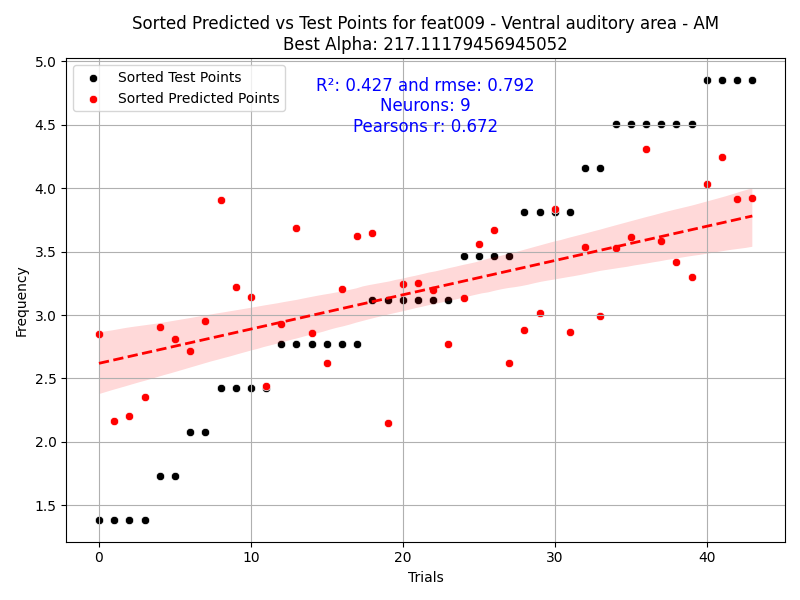 Sorted Predicted vs Test Points for feat009 - Ventral auditory area - AM
Best Alpha: 217.11179456945052
Sorted Test Points
Sorted Predicted Points
R²: 0.427 and rmse: 0.792
Neurons: 9
Pearsons r: 0.672
5.0
4.5
4.0
3.5
3.0
2.5
2.0
1.5
Frequency
0 10 20 30 40
Trials